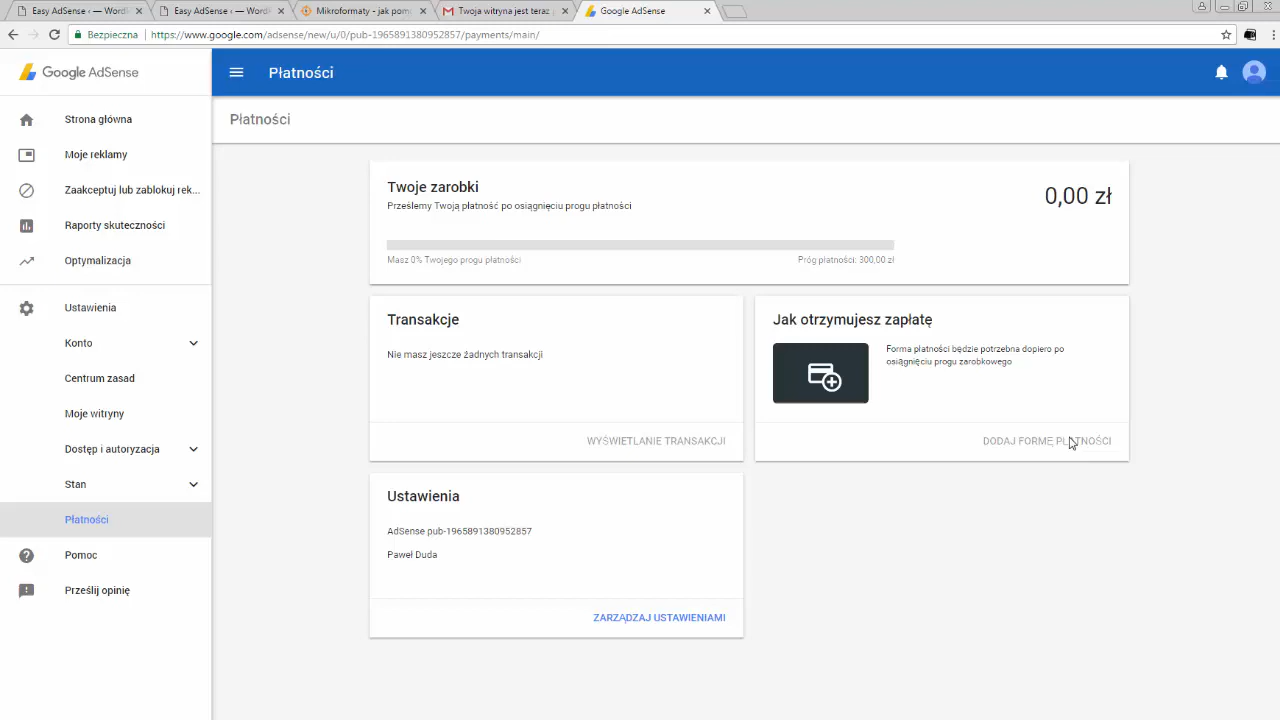 Easy AdSense ‹ — Word
Easy AdSense ‹ — Word
Mikroformaty - jak pom
Twoja witryna jest teraz
Google AdSense
Bezpieczna
https://www.google.com/adsense/new/u/0/pub-1965891380952857/payments/main/
Google AdSense
Płatności
Płatności
Strona główna
Moje reklamy
Zaakceptuj lub zablokuj rek...
Raporty skuteczności
Optymalizacja
Ustawienia
Konto
Centrum zasad
Moje witryny
Dostęp i autoryzacja
Stan
Płatności
Pomoc
Prześlij opinię
Twoje zarobki
0,00 zł
Prześlemy Twoją płatność po osiągnięciu progu płatności
Masz 0% Twojego progu płatności
Próg płatności: 300,00 zł
Transakcje
Nie masz jeszcze żadnych transakcji
WYŚWIETLANIE TRANSAKCJI
Jak otrzymujesz zapłatę
Forma płatności będzie potrzebna dopiero po
osiągnięciu progu zarobkowego
DODAJ FORMĘ PŁATNOŚCI
Ustawienia
AdSense pub-1965891380952857
Paweł Duda
ZARZĄDZAJ USTAWIENIAMI